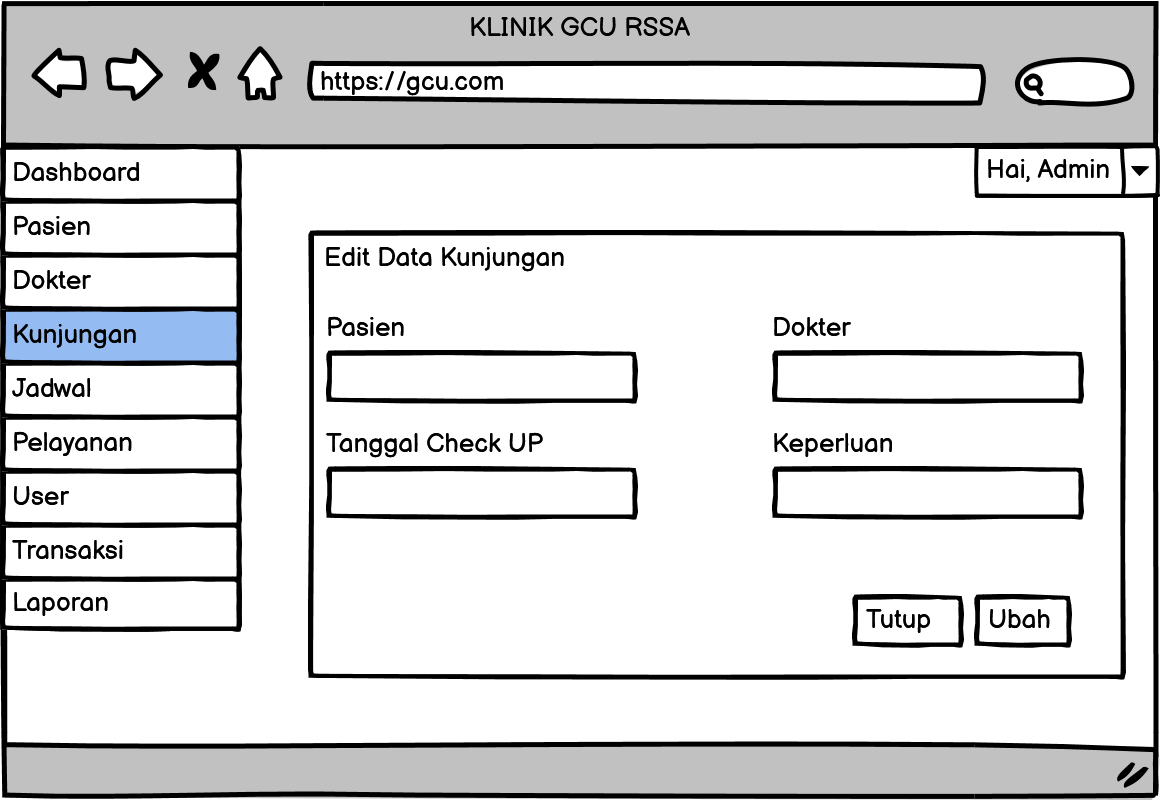 KLINIK GCU RSSA
https://gcu.com
Hai, Admin
Dashboard
Pasien
Dokter
Kunjungan
Jadwal
Pelayanan
User
Transaksi
Laporan
Edit Data Kunjungan
Pasien
Dokter
Tanggal Check UP
Keperluan
Tutup
Ubah